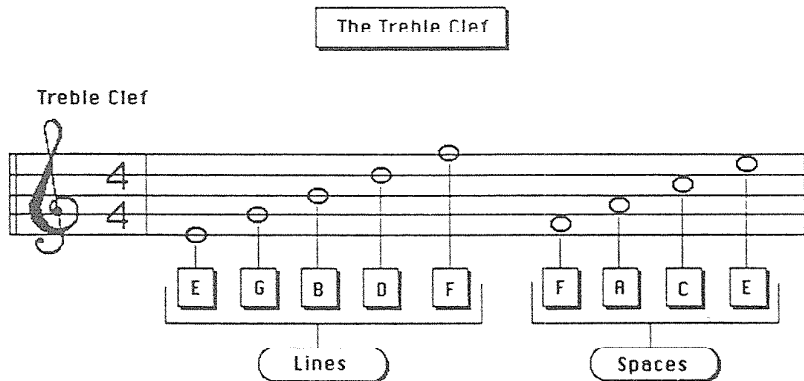 The Treble Clef
Treble Clef
4
4
E G B D F F A C E
Lines Spaces